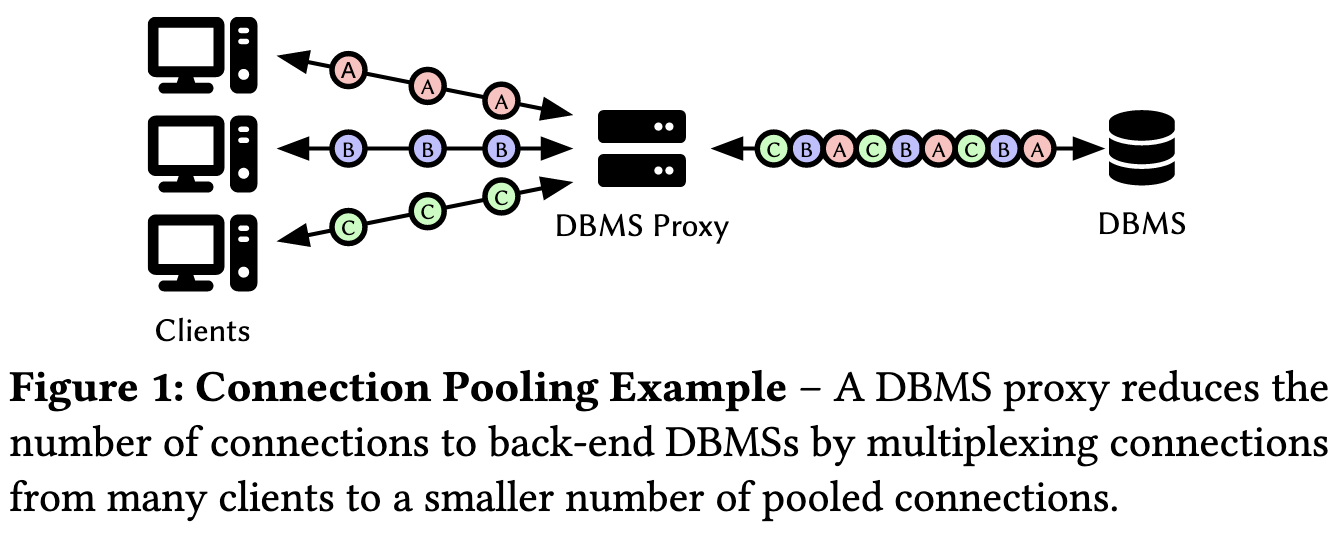 A A A
B B B
C C C
C B A C B A C B A
DBMS Proxy
DBMS
Clients
Figure 1: Connection Pooling Example – A DBMS proxy reduces the
number of connections to back-end DBMSs by multiplexing connections
from many clients to a smaller number of pooled connections.